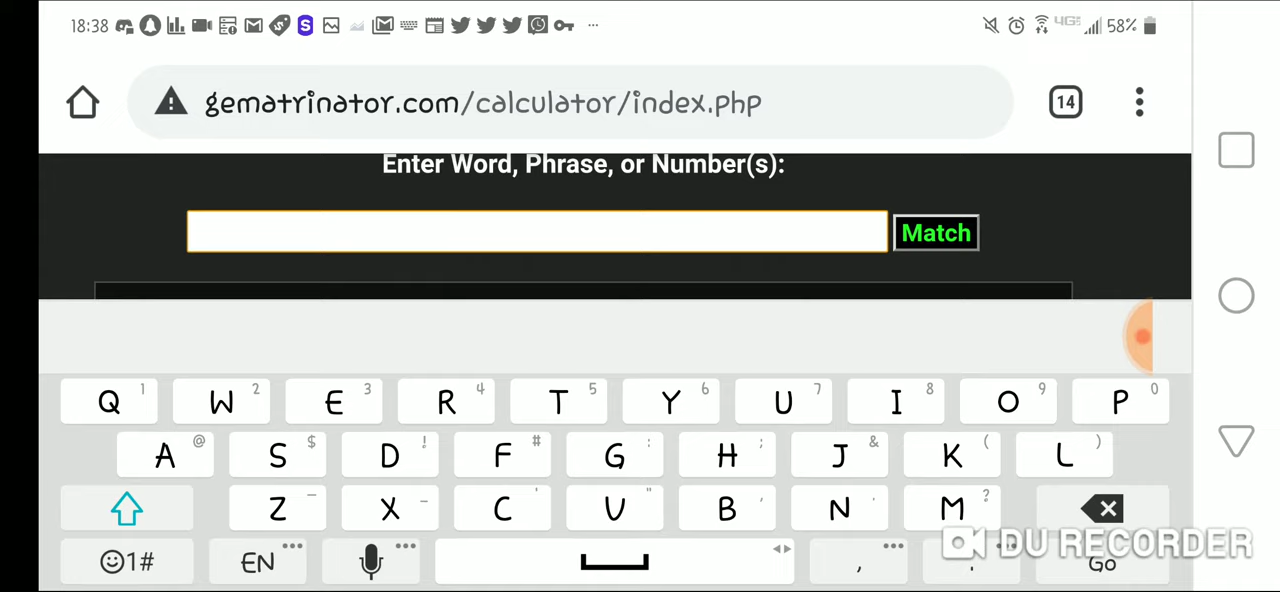 18:38 58%
gematrinator.com/calculator/index.php 14
Enter Word, Phrase, or Number(s):
Match
Q 1 W 2 E 3 R 4 T 5 Y 6 U 7 I 8 O 9 P 0
A @ S $ D ! F # G : H ; J & K ( L )
Z X C ' V " B , N . M ?
DU RECORDER
1# EN , . Go